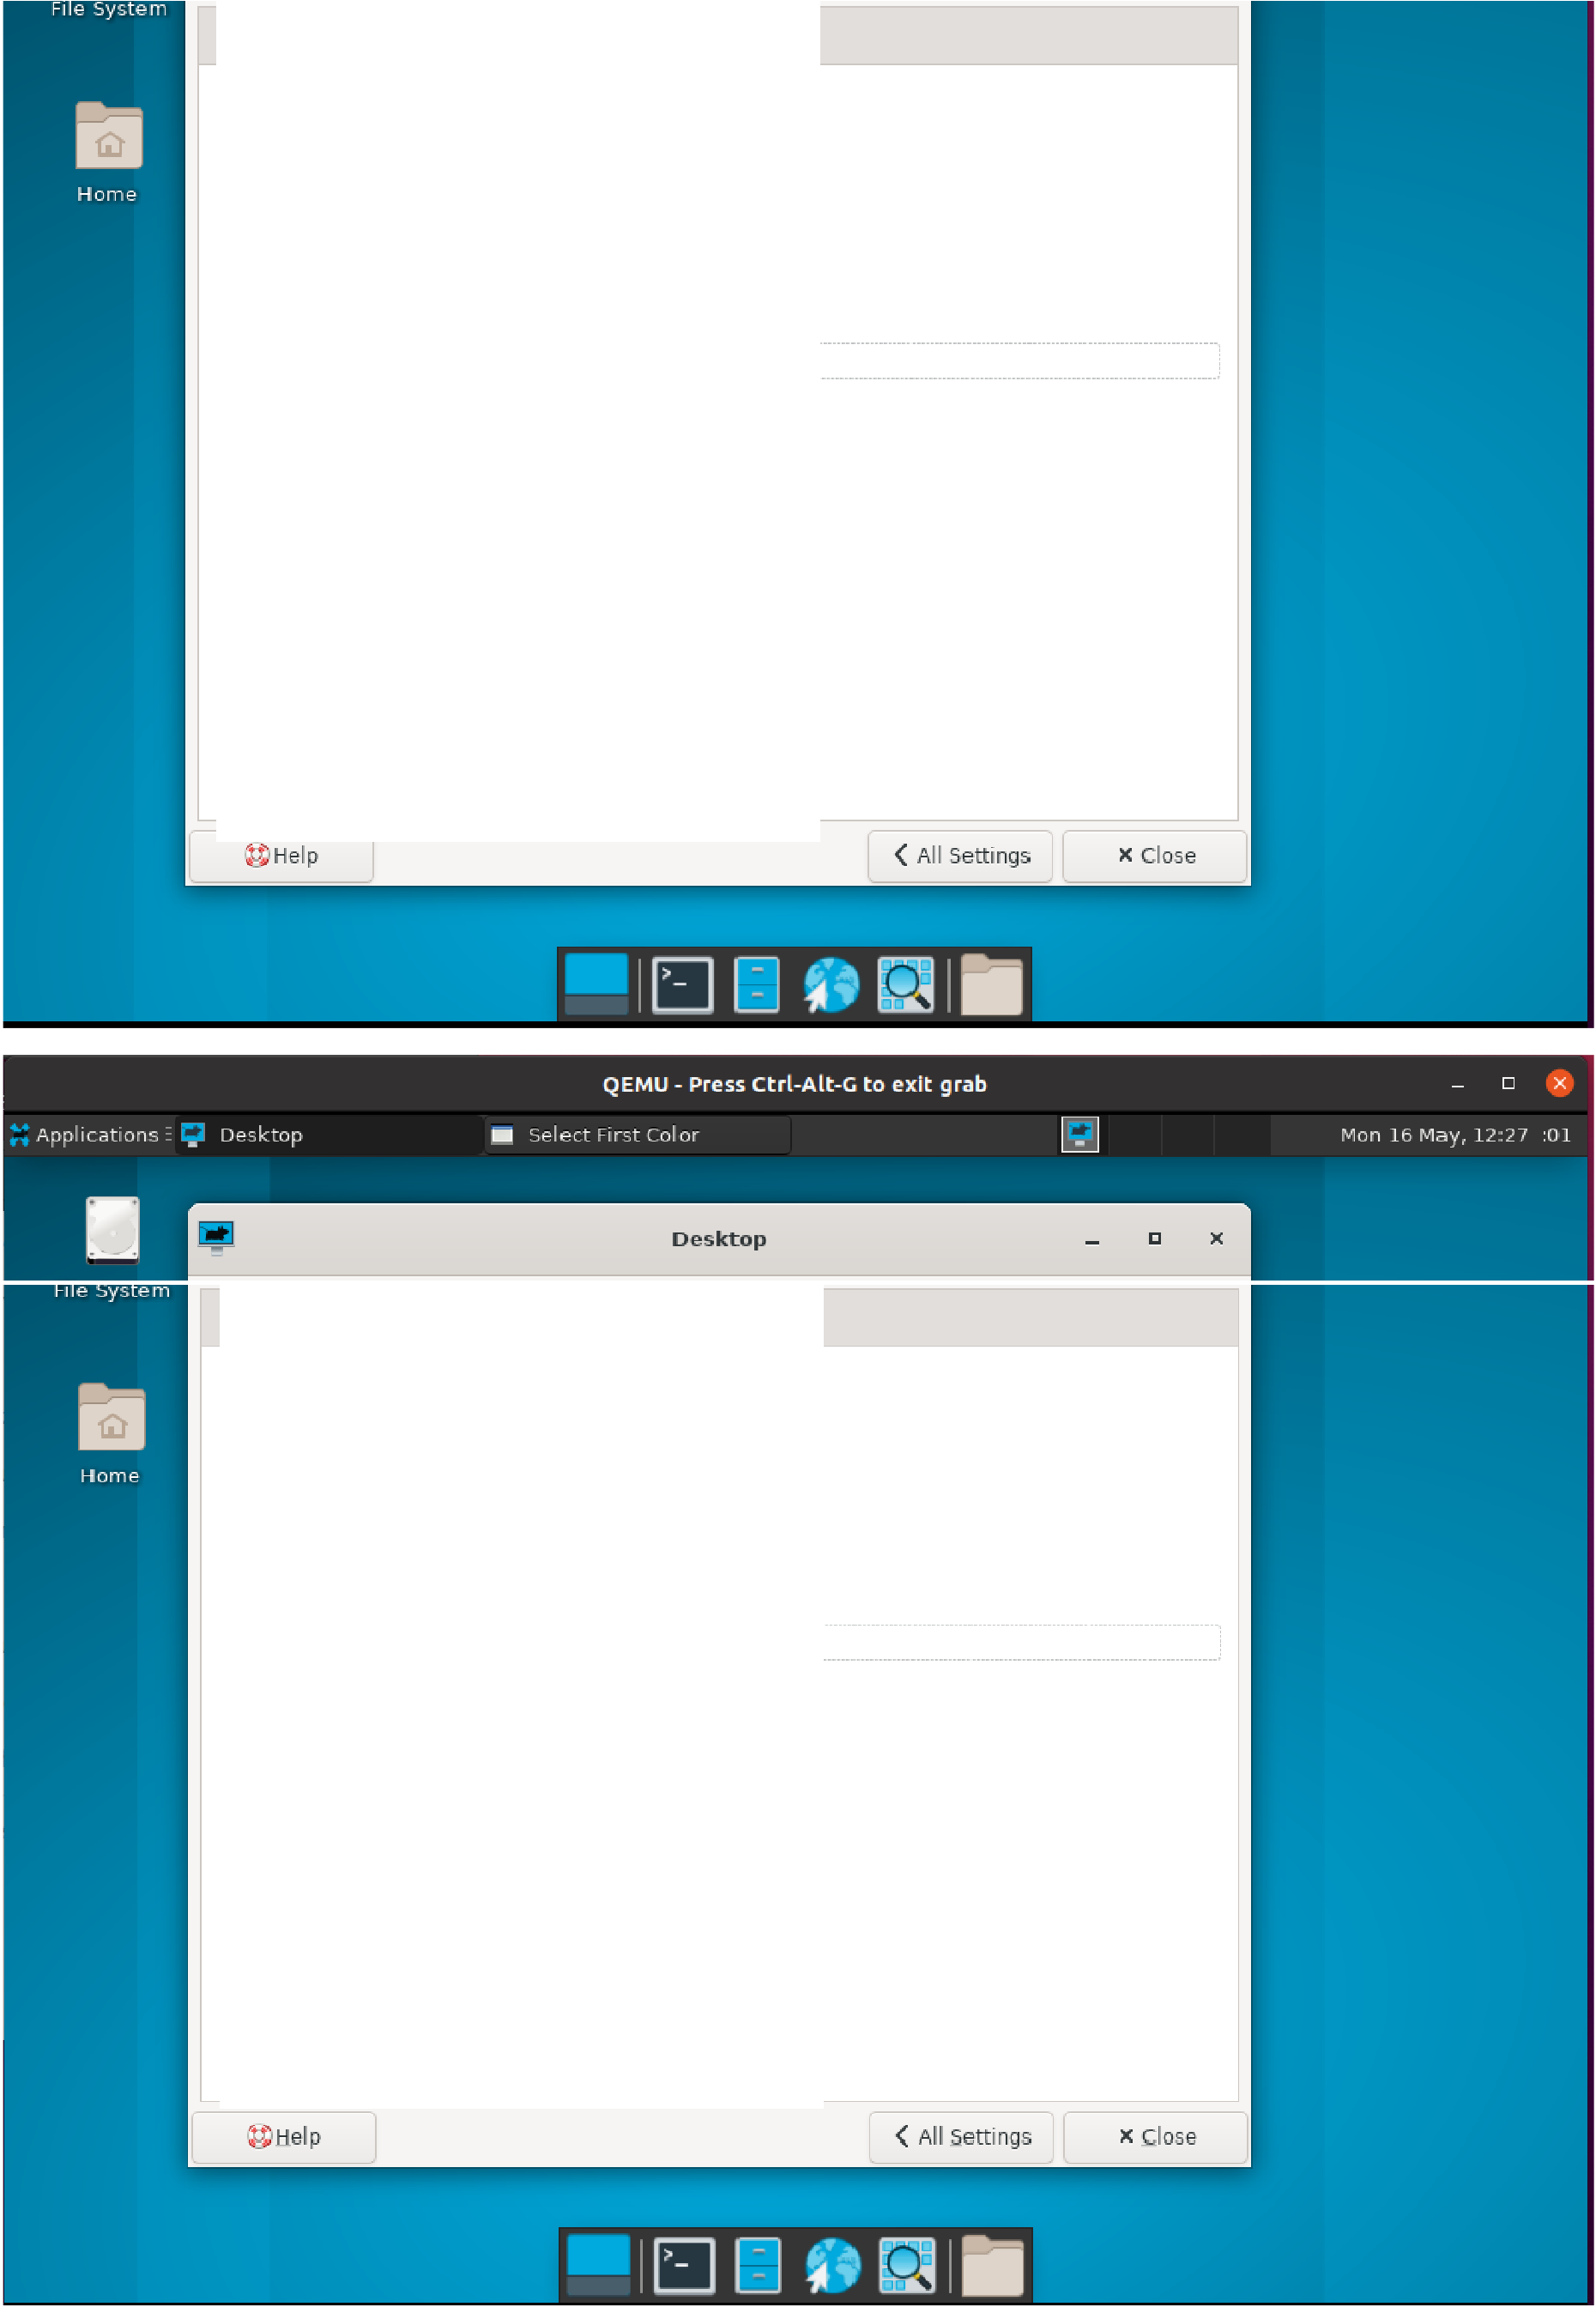 File System
Home
Help
All Settings
Close
QEMU - Press Ctrl-Alt-G to exit grab
Applications
Desktop
Select First Color
Mon 16 May, 12:27 :01
Desktop
File System
Home
Help
All Settings
Close